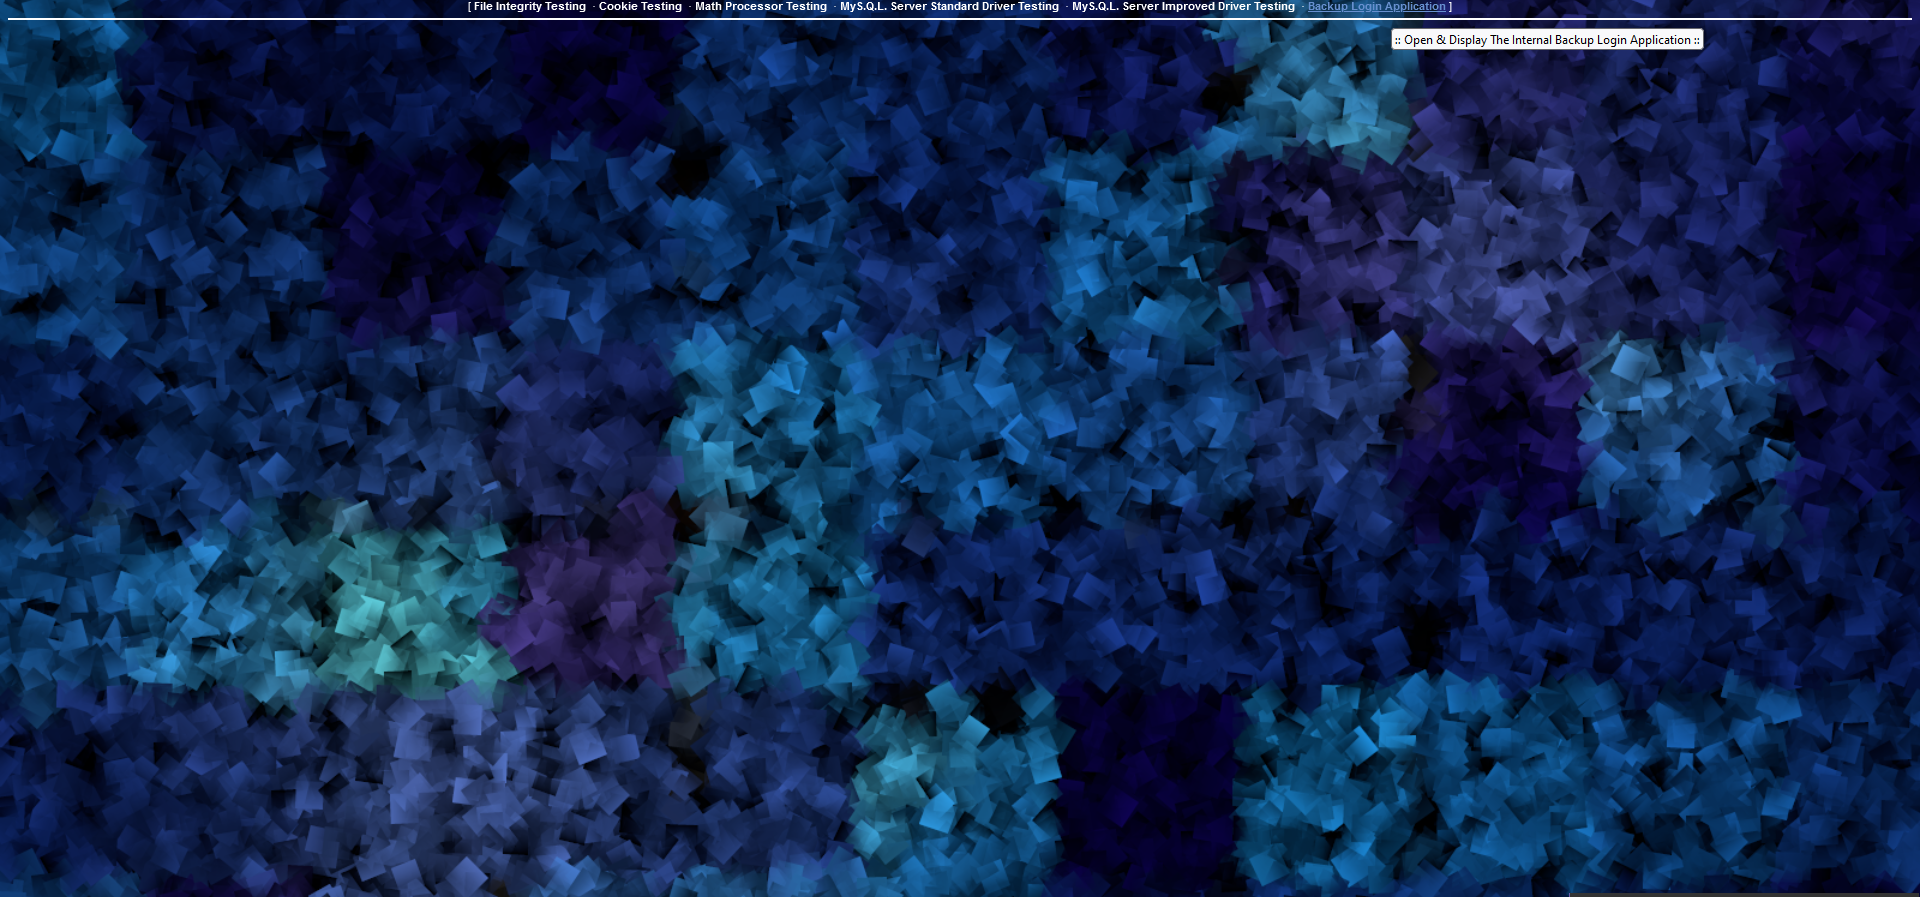 [ File Integrity Testing · Cookie Testing · Math Processor Testing · MyS.Q.L. Server Standard Driver Testing · MyS.Q.L. Server Improved Driver Testing · Backup Login Application ]
:: Open & Display The Internal Backup Login Application ::